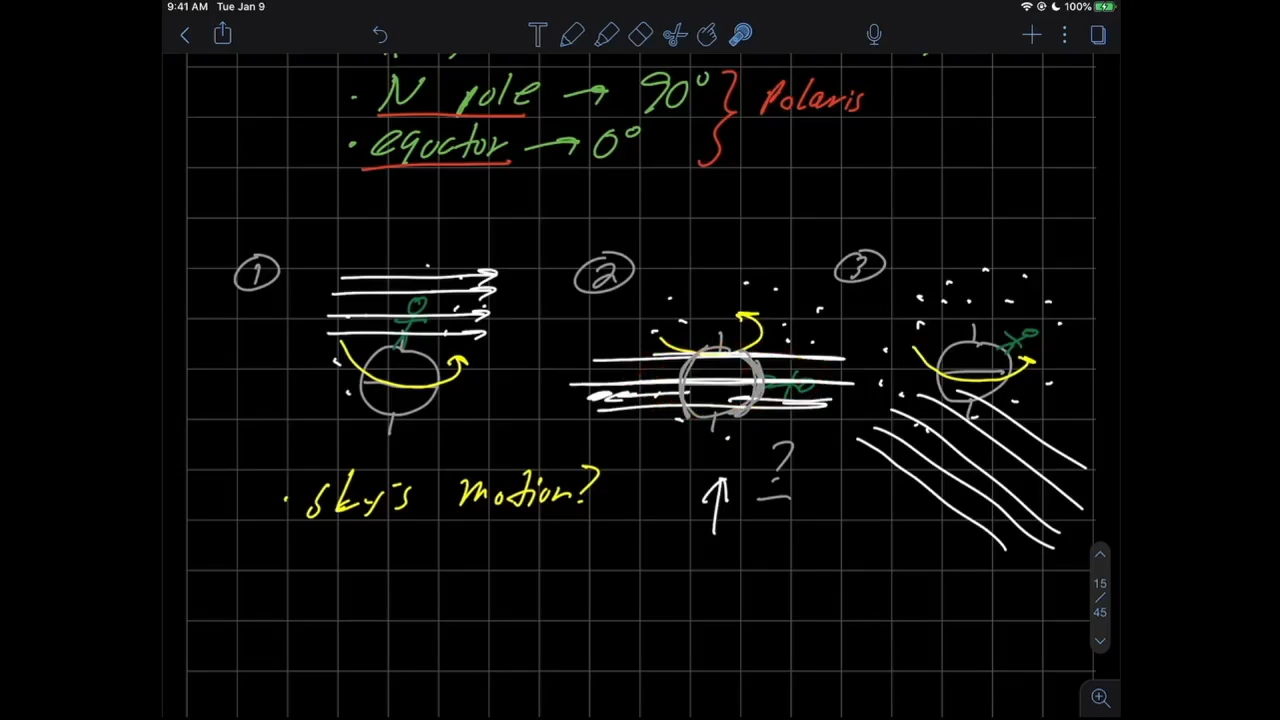 9:41 AM Tue Jan 9
100%
· N pole → 90° } Polaris
· equator → 0°
1
2
3
· sky's motion?
?
15
/
45